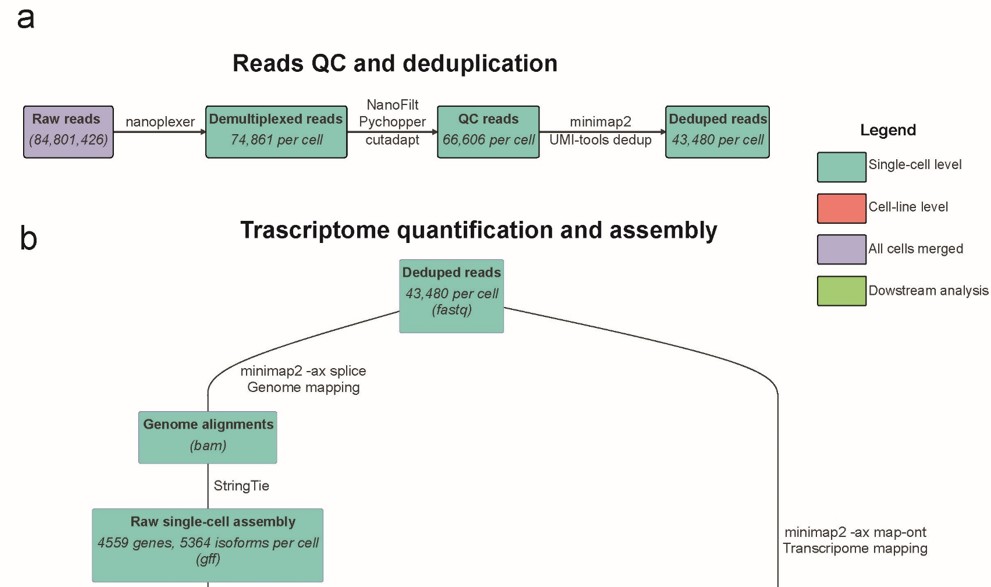 a
Reads QC and deduplication
Raw reads
(84,801,426)
nanoplexer
Demultiplexed reads
74,861 per cell
NanoFilt
Pychopper
cutadapt
QC reads
66,606 per cell
minimap2
UMI-tools dedup
Deduped reads
43,480 per cell
Legend
Single-cell level
Cell-line level
All cells merged
Dowstream analysis
b
Trascriptome quantification and assembly
Deduped reads
43,480 per cell
(fastq)
minimap2 -ax splice
Genome mapping
Genome alignments
(bam)
StringTie
Raw single-cell assembly
4559 genes, 5364 isoforms per cell
(gff)
minimap2 -ax map-ont
Transcripome mapping